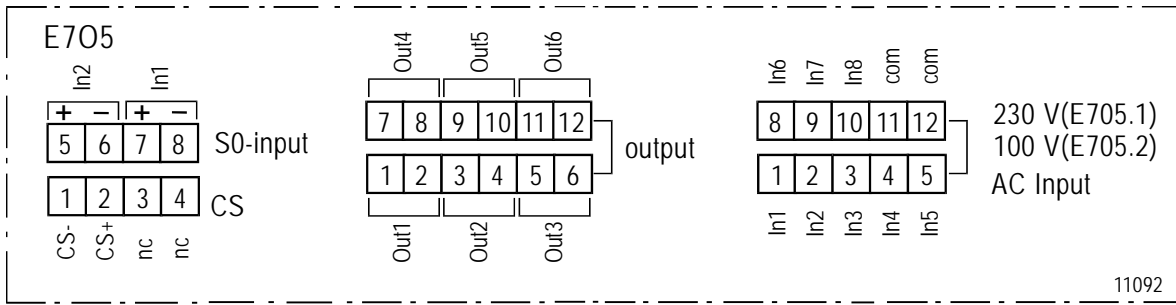 E705
In2 In1
+ − + −
5 6 7 8 S0-input
1 2 3 4 CS
CS- CS+ nc nc
Out4 Out5 Out6
7 8 9 10 11 12
output
1 2 3 4 5 6
Out1 Out2 Out3
In6 In7 In8 com com
8 9 10 11 12
1 2 3 4 5
In1 In2 In3 In4 In5
230 V(E705.1)
100 V(E705.2)
AC Input
11092